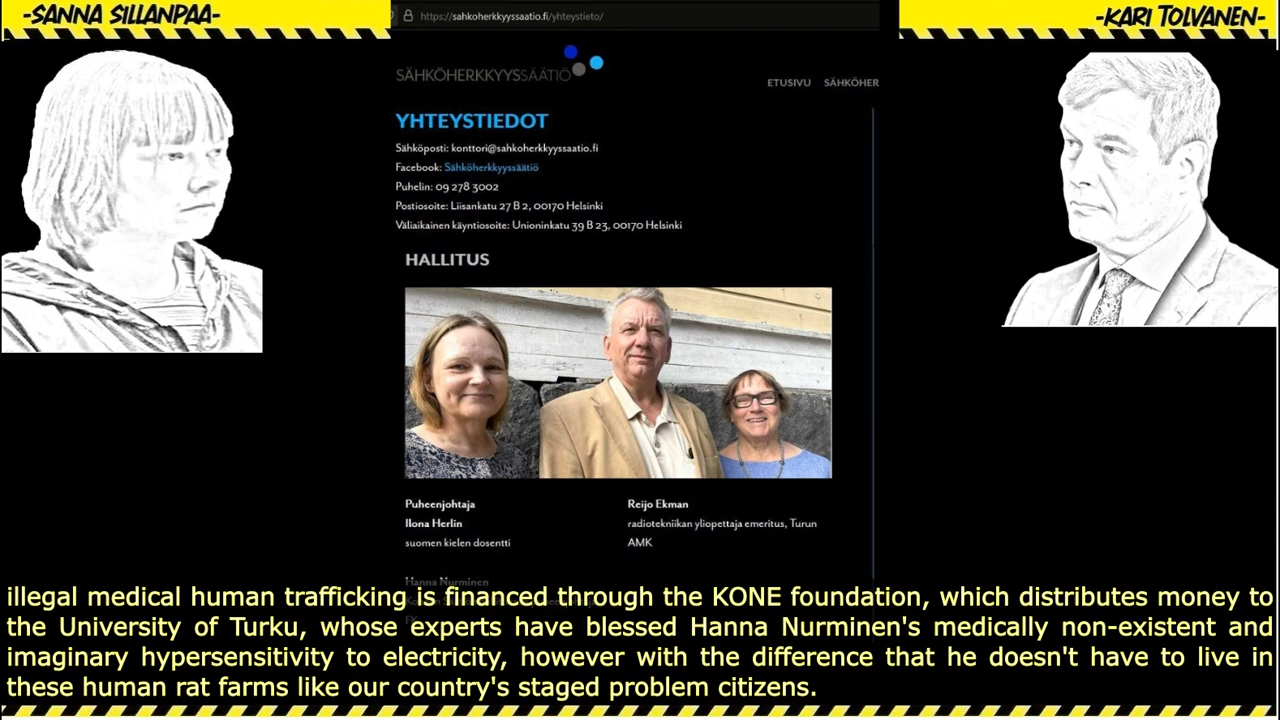 -SANNA SILLANPAA-
-KARI TOLVANEN-
https://sahkoherkkyyssaatio.fi/yhteystieto/
SÄHKÖHERKKYYSSÄÄTIÖ
ETUSIVU SÄHKÖHER
YHTEYSTIEDOT
Sähköposti: konttori@sahkoherkkyyssaatio.fi
Facebook: Sähköherkkyyssäätiö
Puhelin: 09 278 3002
Postiosoite: Liisankatu 27 B 2, 00170 Helsinki
Väliaikainen käyntiosoite: Unioninkatu 39 B 23, 00170 Helsinki
HALLITUS
Puheenjohtaja
Ilona Herlin
suomen kielen dosentti
Reijo Ekman
radiotekniikan yliopettaja emeritus, Turun
AMK
Hanna Nurminen
illegal medical human trafficking is financed through the KONE foundation, which distributes money to
the University of Turku, whose experts have blessed Hanna Nurminen's medically non-existent and
imaginary hypersensitivity to electricity, however with the difference that he doesn't have to live in
these human rat farms like our country's staged problem citizens.